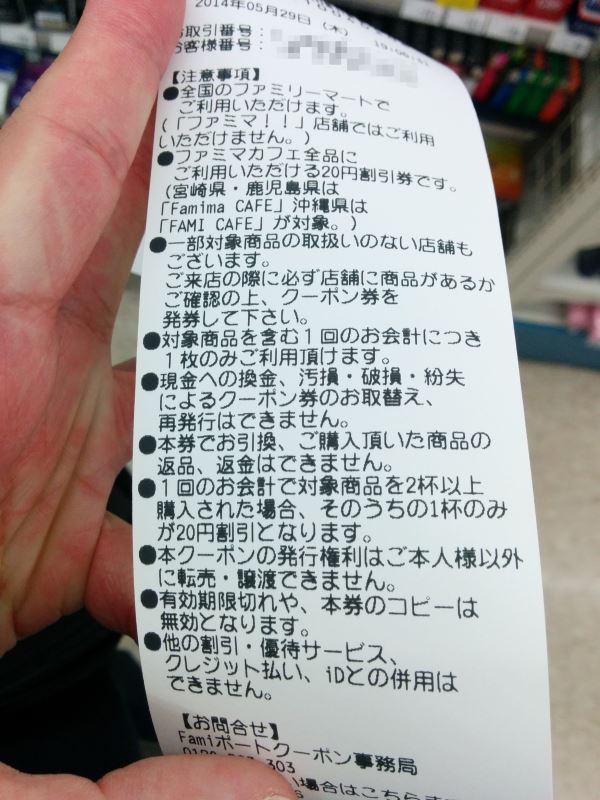 2014年05月29日（木）
お取引番号：
お客様番号：
【注意事項】
●全国のファミリーマートで
ご利用いただけます。
(「ファミマ！！」店舗ではご利用
いただけません。)
●ファミマカフェ全品に
ご利用いただける20円割引券です。
(宮崎県・鹿児島県は
「Famima CAFE」沖縄県は
「FAMI CAFE」が対象。)
●一部対象商品の取扱いのない店舗も
ございます。
ご来店の際に必ず店舗に商品があるか
ご確認の上、クーポン券を
発券して下さい。
●対象商品を含む１回のお会計につき
１枚のみご利用頂けます。
●現金への換金、汚損・破損・紛失
によるクーポン券のお取替え、
再発行はできません。
●本券でお引換、ご購入頂いた商品の
返品、返金はできません。
●１回のお会計で対象商品を2杯以上
購入された場合、そのうちの1杯のみ
が20円割引となります。
●本クーポンの発行権利はご本人様以外
に転売・譲渡できません。
●有効期限切れや、本券のコピーは
無効となります。
●他の割引・優待サービス、
クレジット払い、iDとの併用は
できません。
【お問合せ】
Famiポートクーポン事務局
場合はこちら